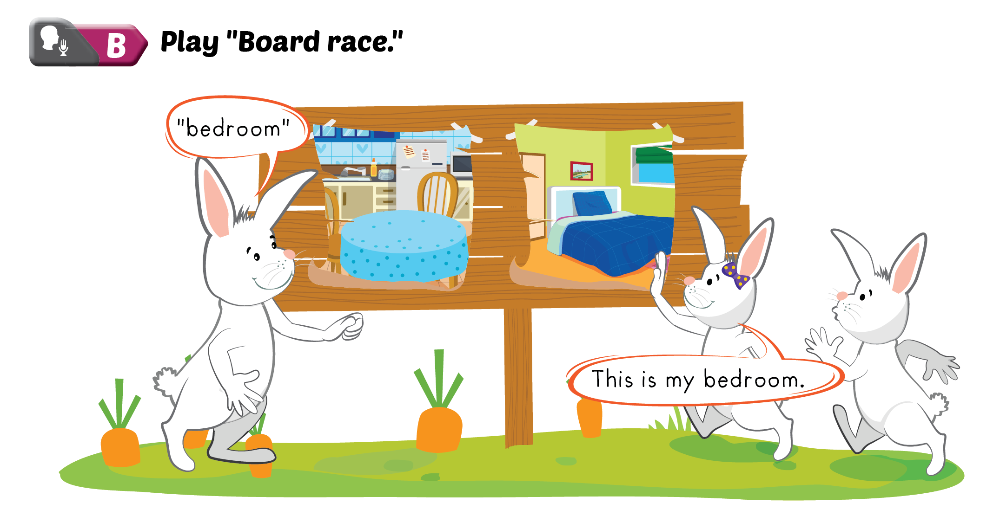 B
Play "Board race."
"bedroom"
This is my bedroom.